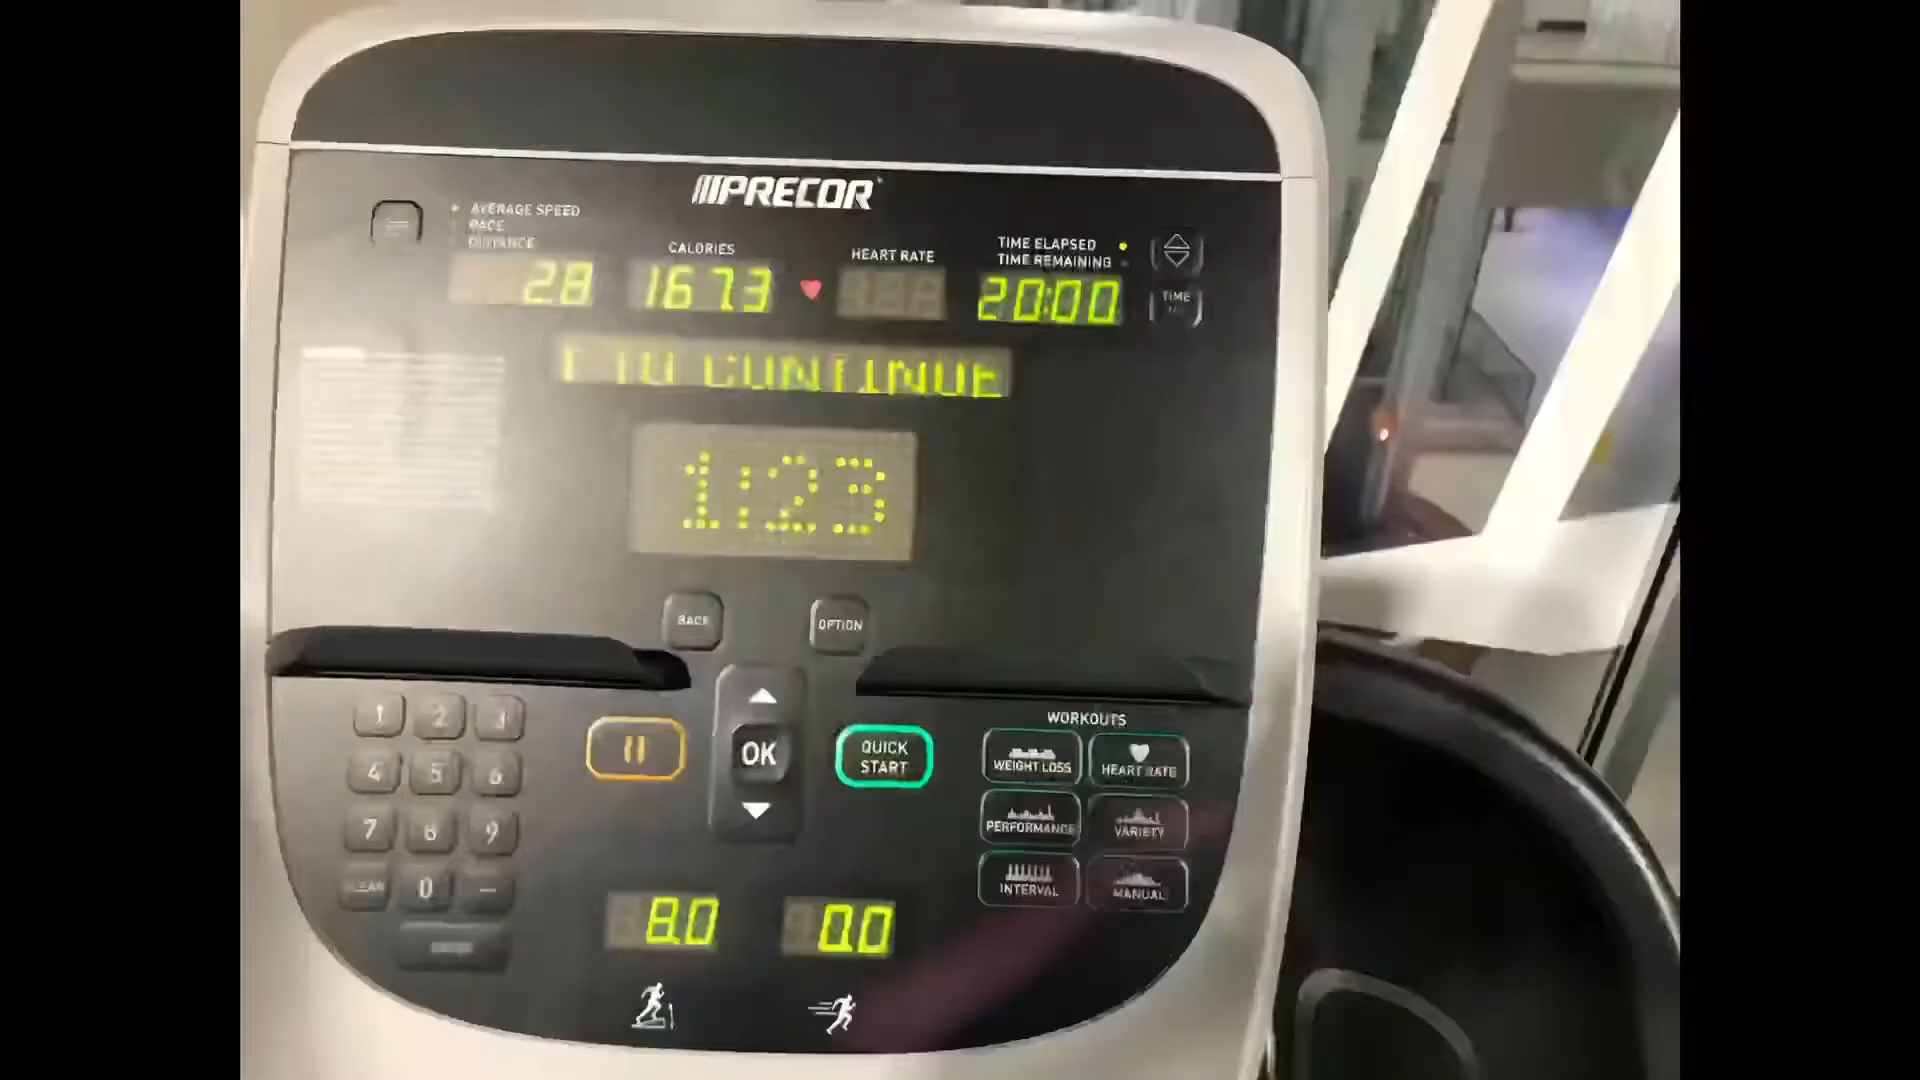 PRECOR
AVERAGE SPEED
PACE
DISTANCE
CALORIES
HEART RATE
TIME ELAPSED
TIME REMAINING
28
1673
20:00
TIME
TO CONTINUE
1:23
BACK
OPTION
1 2 3
4 5 6
7 8 9
CLEAR 0
OK
QUICK
START
WORKOUTS
WEIGHT LOSS
HEART RATE
PERFORMANCE
VARIETY
INTERVAL
MANUAL
8.0
0.0